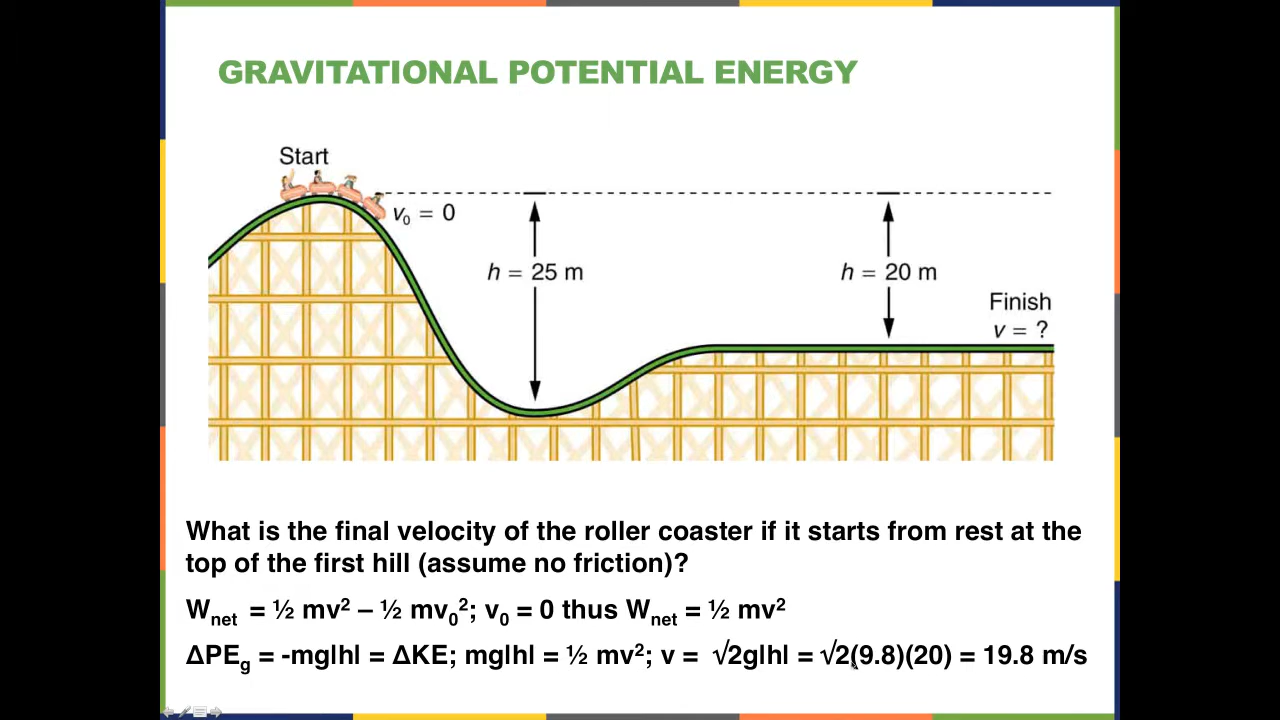 GRAVITATIONAL POTENTIAL ENERGY
Start
v₀ = 0
h = 25 m
h = 20 m
Finish
v = ?
What is the final velocity of the roller coaster if it starts from rest at the
top of the first hill (assume no friction)?
Wnet = ½ mv² – ½ mv₀²; v₀ = 0 thus Wnet = ½ mv²
ΔPEg = -mglhl = ΔKE; mglhl = ½ mv²; v = √2glhl = √2(9.8)(20) = 19.8 m/s